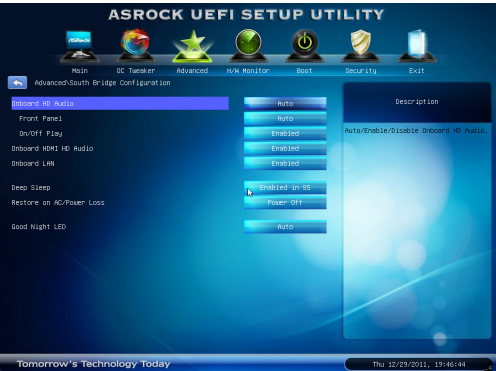 ASROCK UEFI SETUP UTILITY
ASRock
Main OC Tweaker Advanced H/W Monitor Boot Security Exit
Advanced\South Bridge Configuration
Description
Onboard HD Audio Auto
Front Panel Auto
On/Off Play Enabled
Auto/Enable/Disable Onboard HD Audio.
Onboard HDMI HD Audio Enabled
Onboard LAN Enabled
Deep Sleep Enabled in S5
Restore on AC/Power Loss Power Off
Good Night LED Auto
Tomorrow's Technology Today
Thu 12/29/2011, 19:46:44